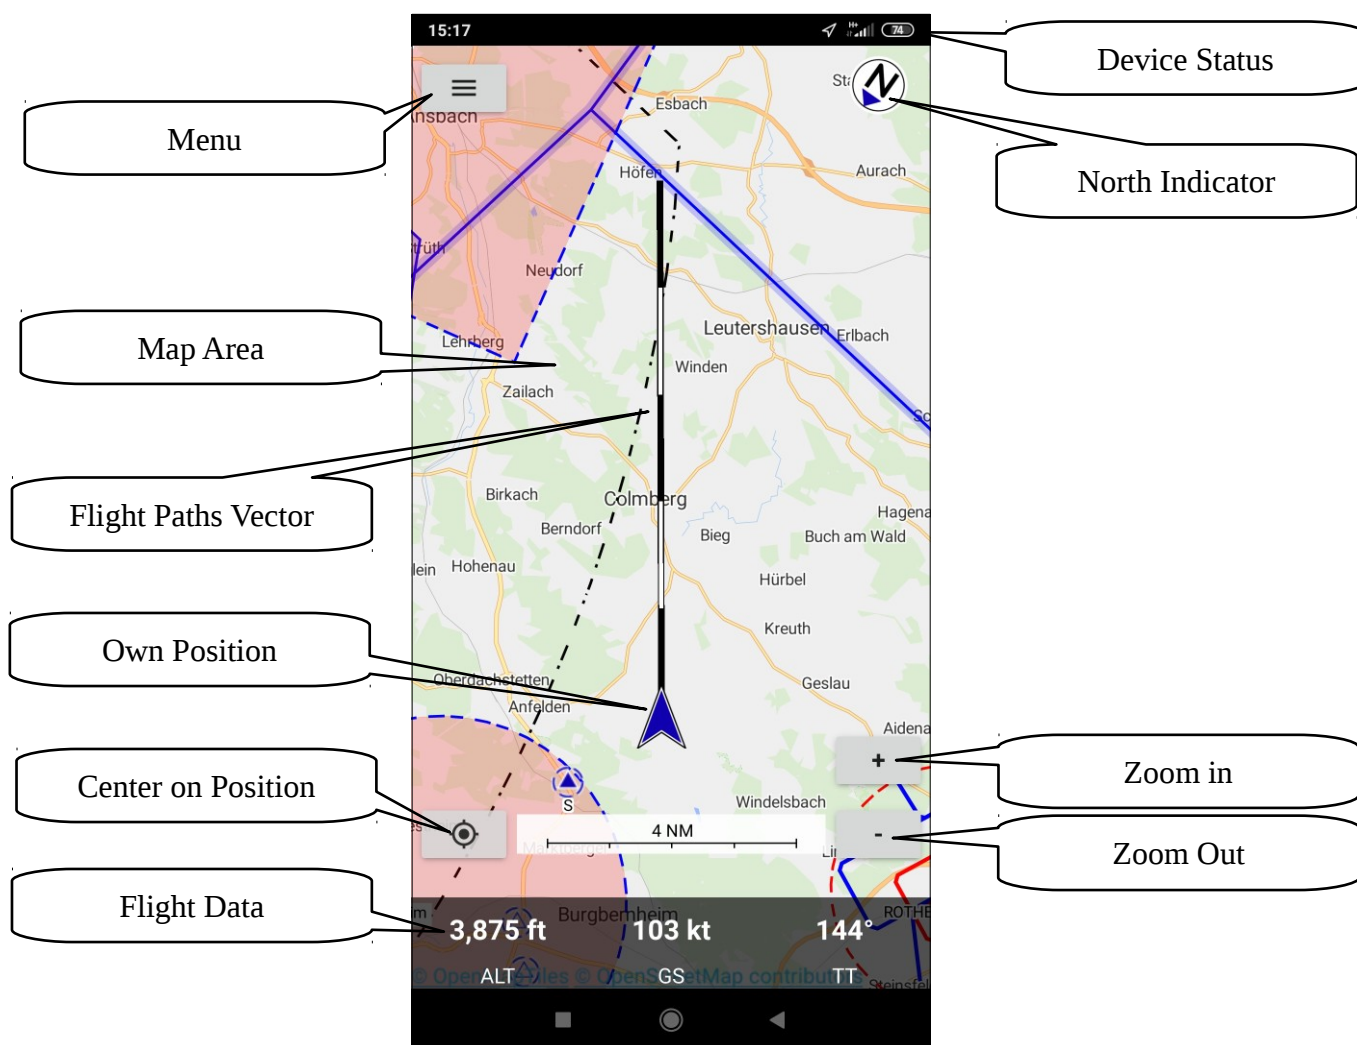 15:17
H+
74
Device Status
Menu
N
North Indicator
Esbach
Ansbach
Höfen
Aurach
Neudorf
Map Area
Leutershausen
Erlbach
Lehrberg
Winden
Zailach
Flight Paths Vector
Birkach
Colmberg
Berndorf
Bieg
Buch am Wald
Hohenau
Hürbel
Kreuth
Own Position
Oberdachstetten
Geslau
Anfelden
Center on Position
+
Zoom in
S
Windelsbach
4 NM
-
Zoom Out
Flight Data
Burgbernheim
3,875 ft
103 kt
144°
ALT
GS
TT
© OpenMapTiles © OpenStreetMap contributors